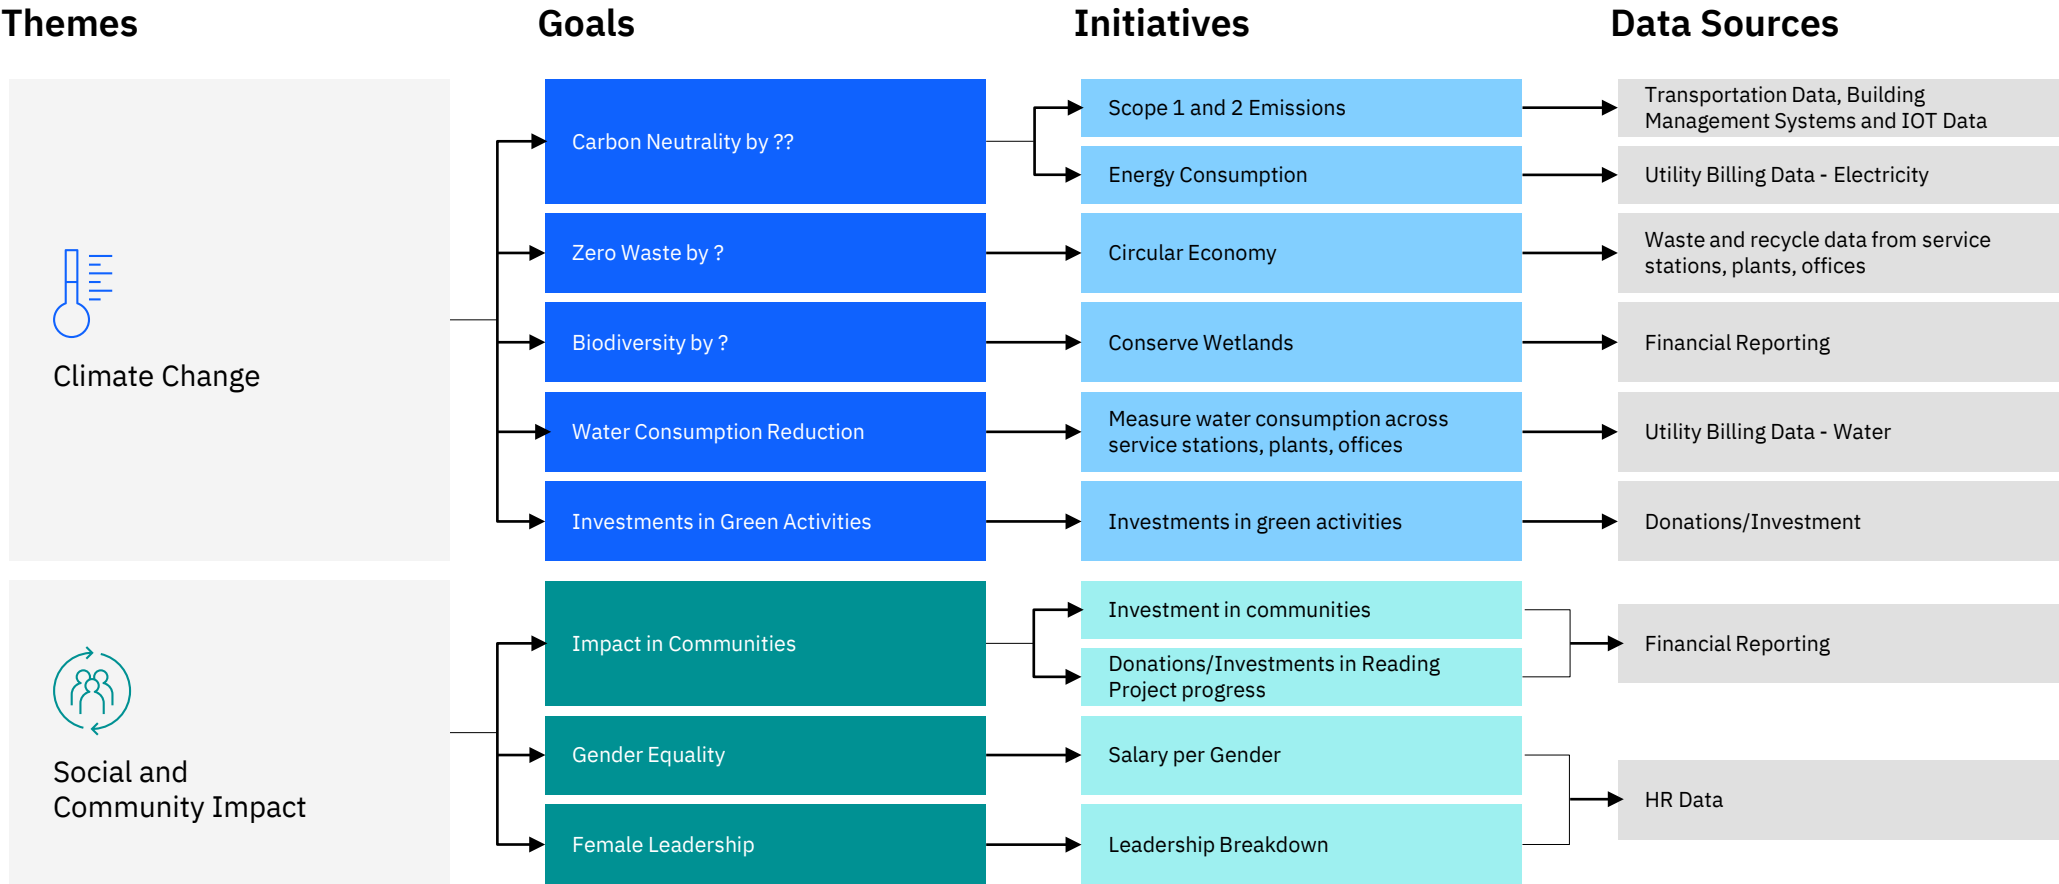 Themes
Goals
Initiatives
Data Sources
Climate Change
Carbon Neutrality by ??
Scope 1 and 2 Emissions
Transportation Data, Building
Management Systems and IOT Data
Energy Consumption
Utility Billing Data - Electricity
Zero Waste by ?
Circular Economy
Waste and recycle data from service
stations, plants, offices
Biodiversity by ?
Conserve Wetlands
Financial Reporting
Water Consumption Reduction
Measure water consumption across
service stations, plants, offices
Utility Billing Data - Water
Investments in Green Activities
Investments in green activities
Donations/Investment
Social and
Community Impact
Impact in Communities
Investment in communities
Donations/Investments in Reading
Project progress
Financial Reporting
Gender Equality
Salary per Gender
Female Leadership
Leadership Breakdown
HR Data